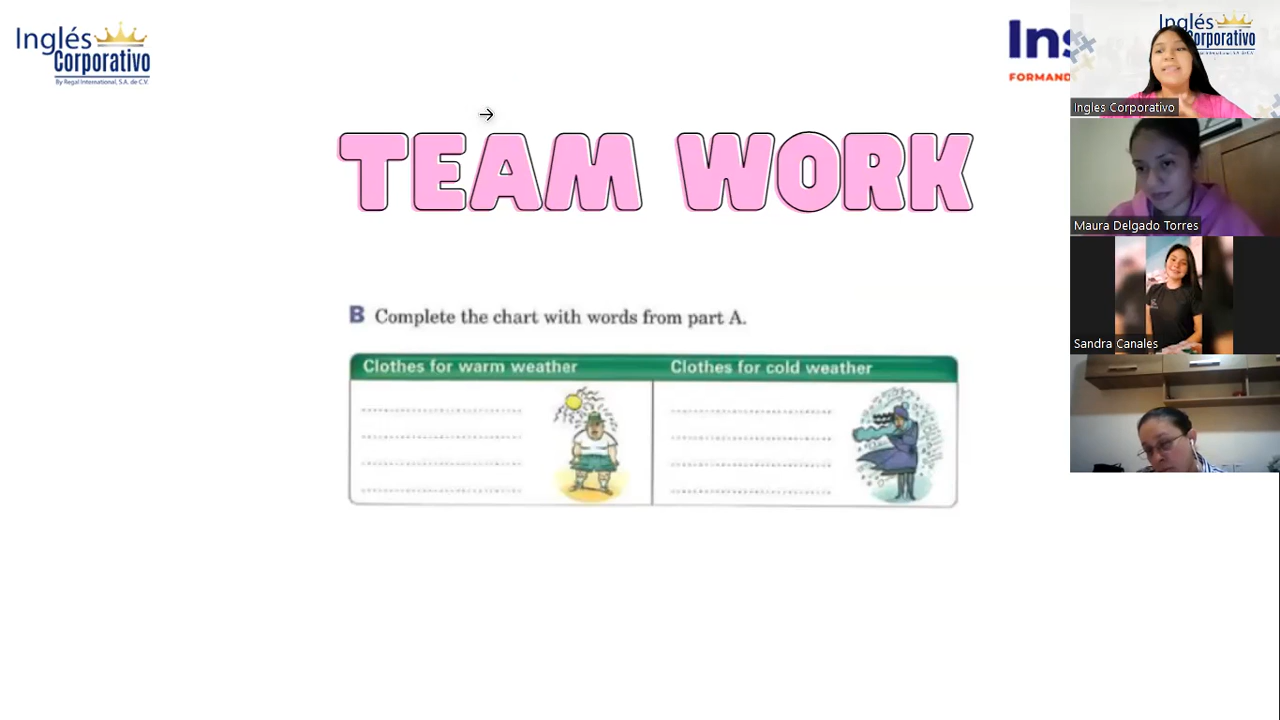 Inglés
Corporativo
By Regal International, S.A. de C.V.
Inglés
Corporativo
Ingles Corporativo
TEAM WORK
Maura Delgado Torres
B Complete the chart with words from part A.
Clothes for warm weather
Clothes for cold weather
Sandra Canales